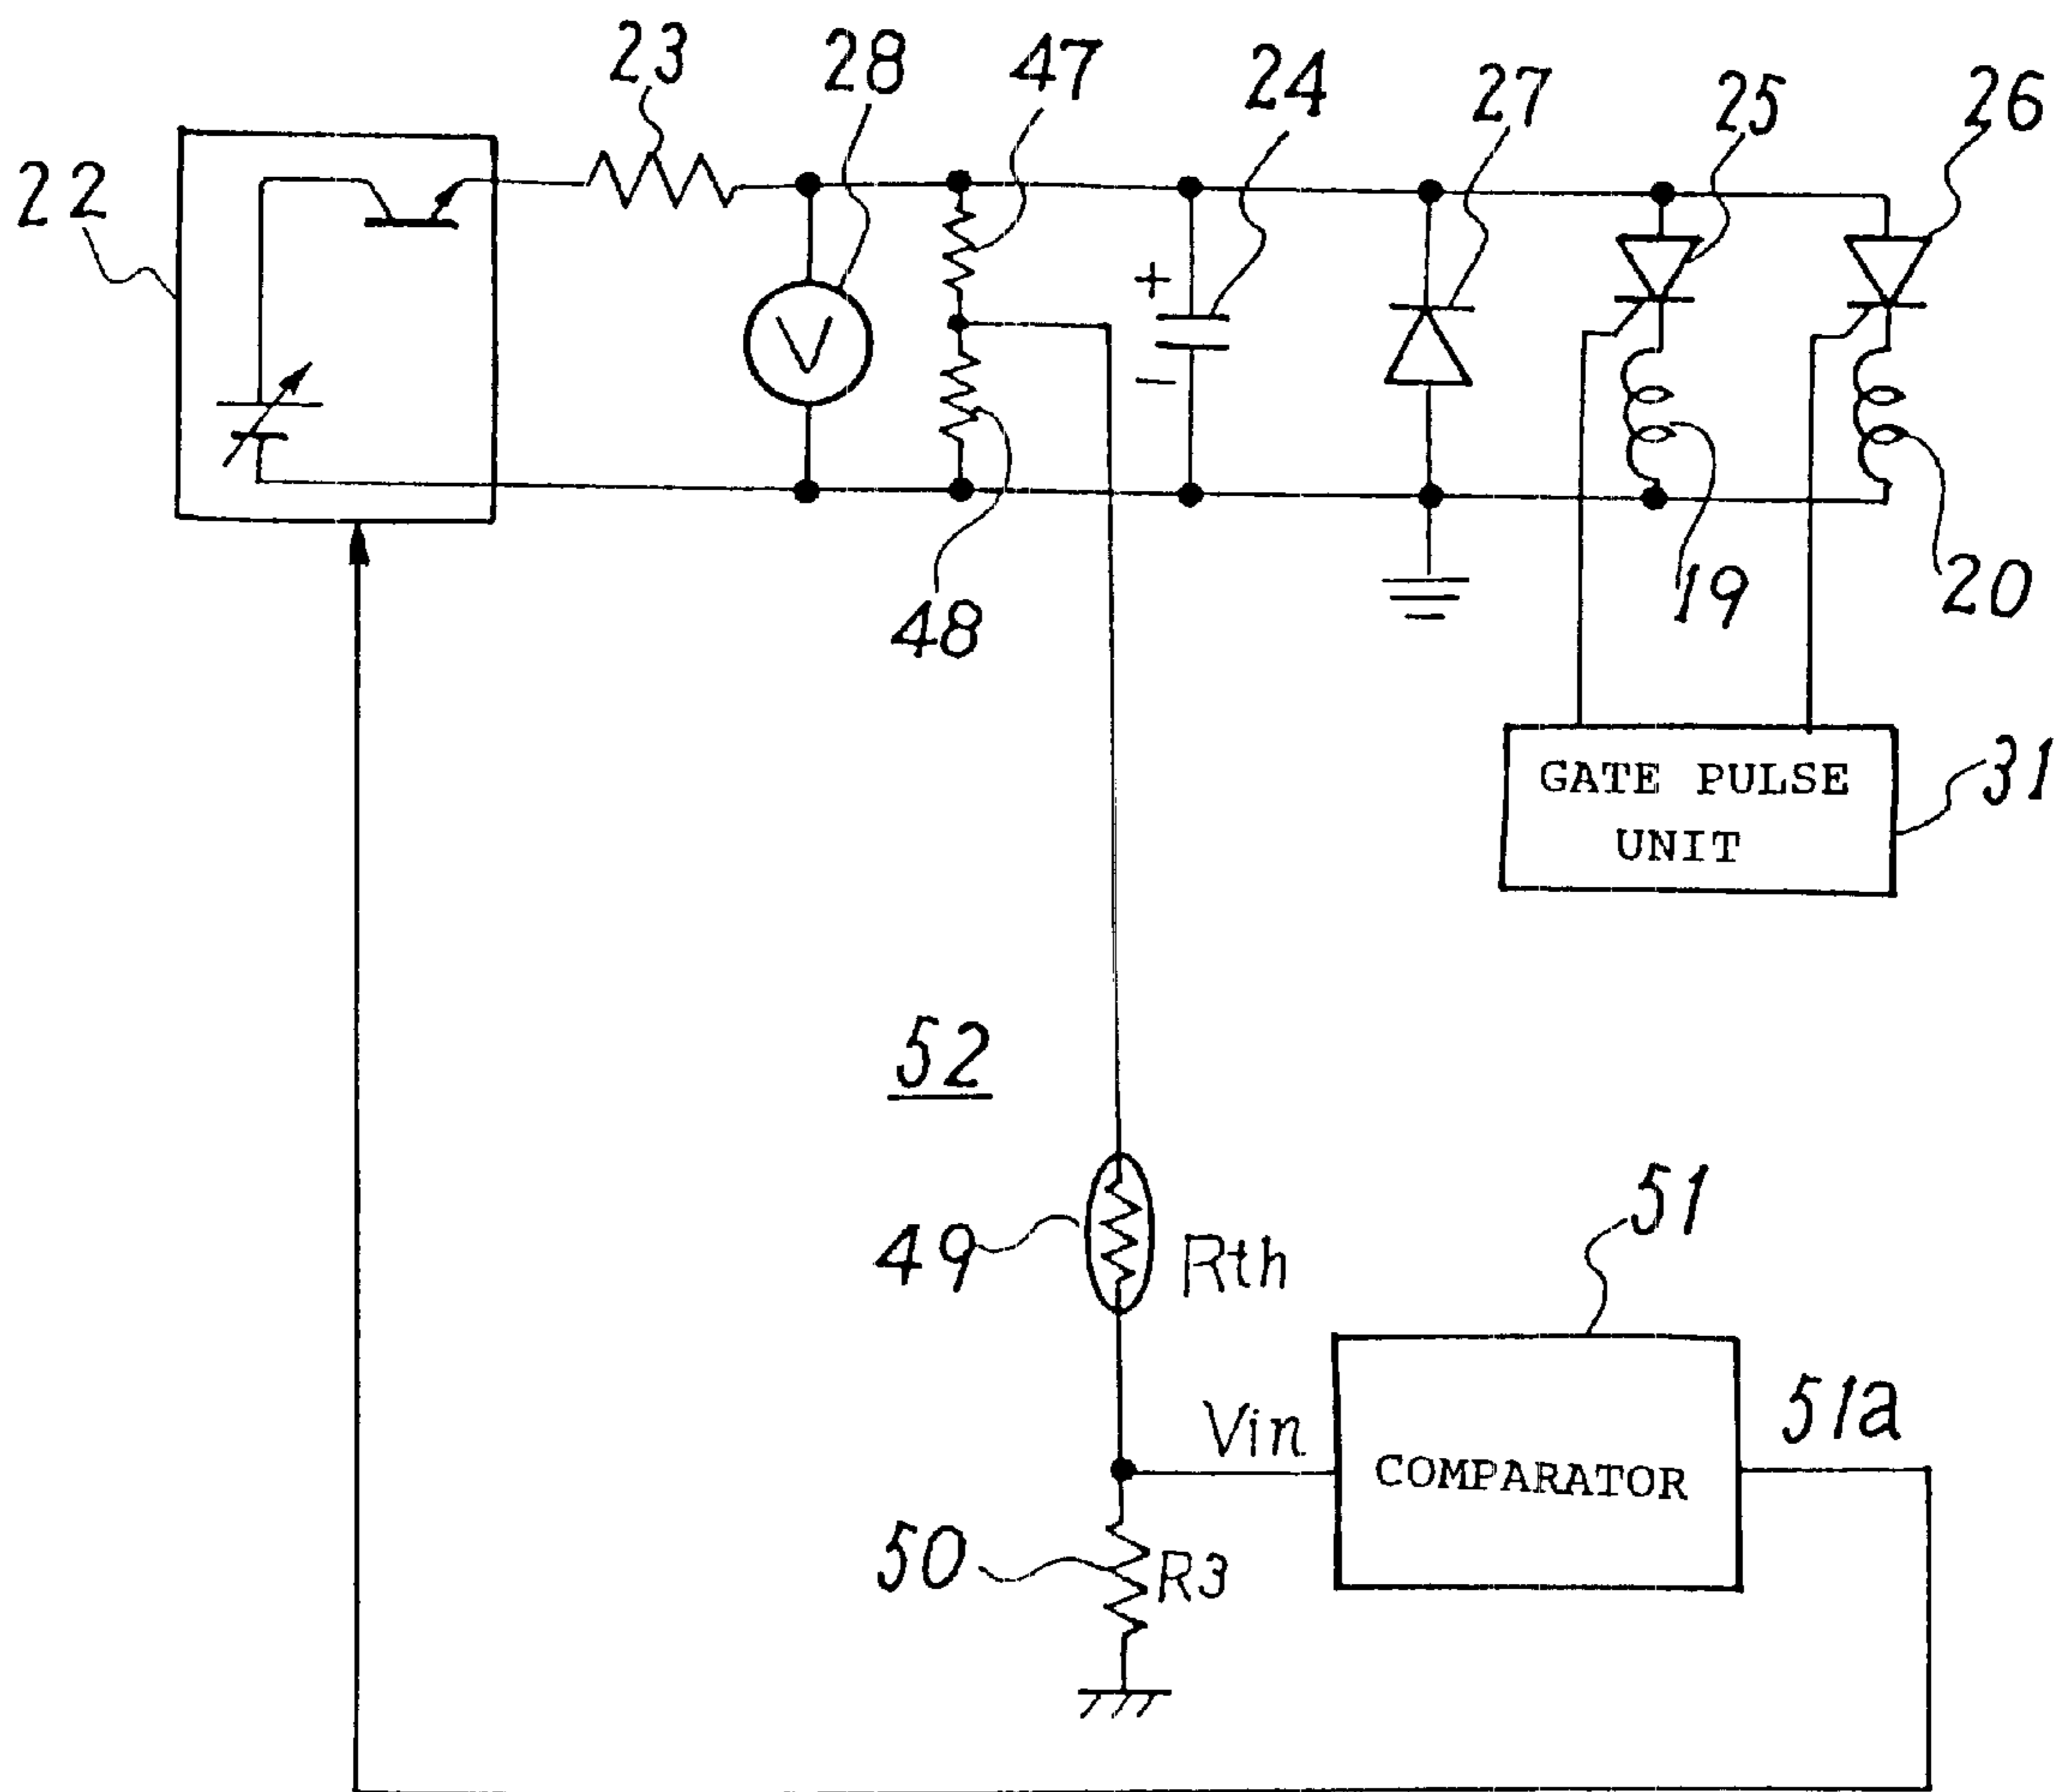 23
28
47
24
27
25
26
22
V
+
-
48
19
20
GATE PULSE
UNIT
31
52
49
Rth
51
Vin
COMPARATOR
51a
50
R3